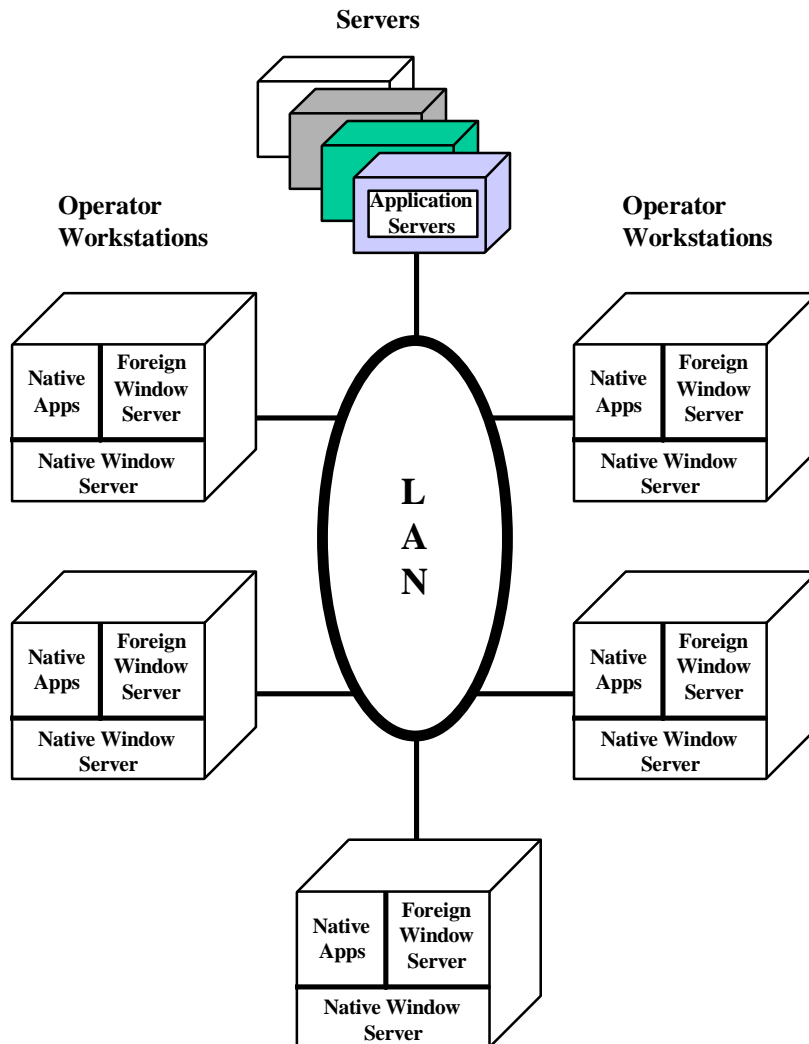 Servers
Application
Servers
Operator
Workstations
Operator
Workstations
Native
Apps
Foreign
Window
Server
Native Window
Server
Native
Apps
Foreign
Window
Server
Native Window
Server
L
A
N
Native
Apps
Foreign
Window
Server
Native Window
Server
Native
Apps
Foreign
Window
Server
Native Window
Server
Native
Apps
Foreign
Window
Server
Native Window
Server